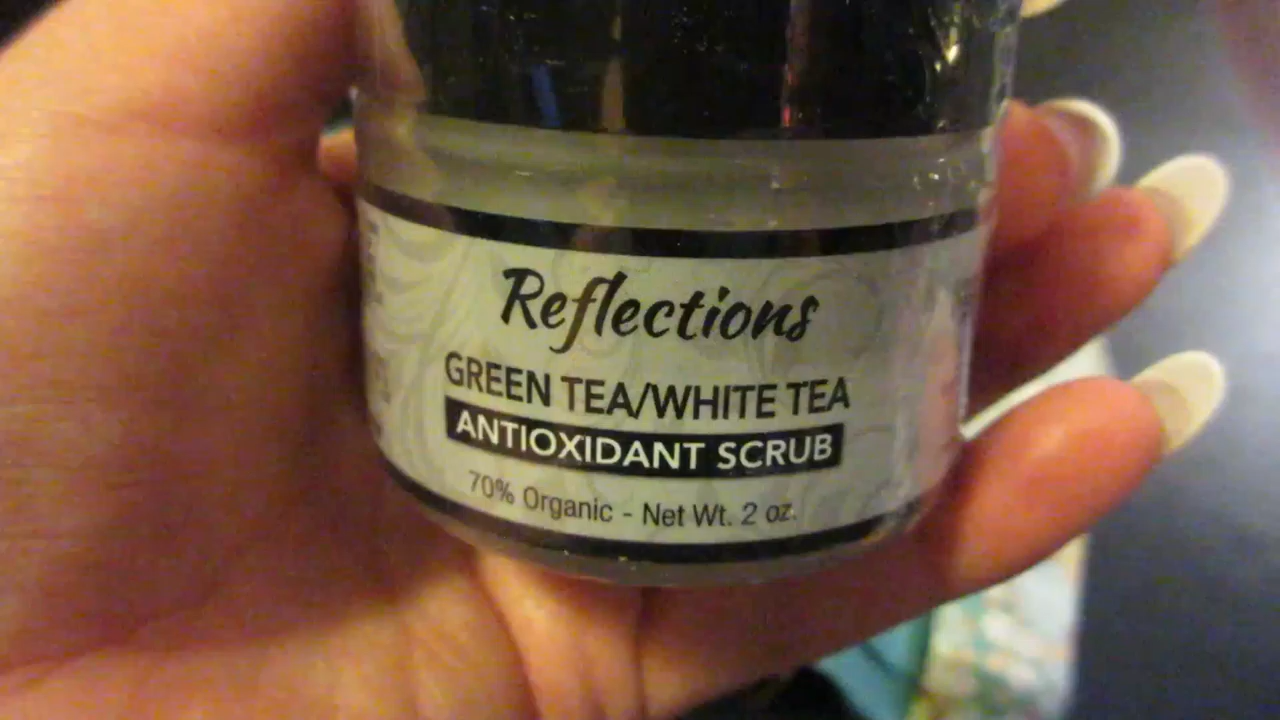 Reflections
GREEN TEA/WHITE TEA
ANTIOXIDANT SCRUB
70% Organic - Net Wt. 2 oz.